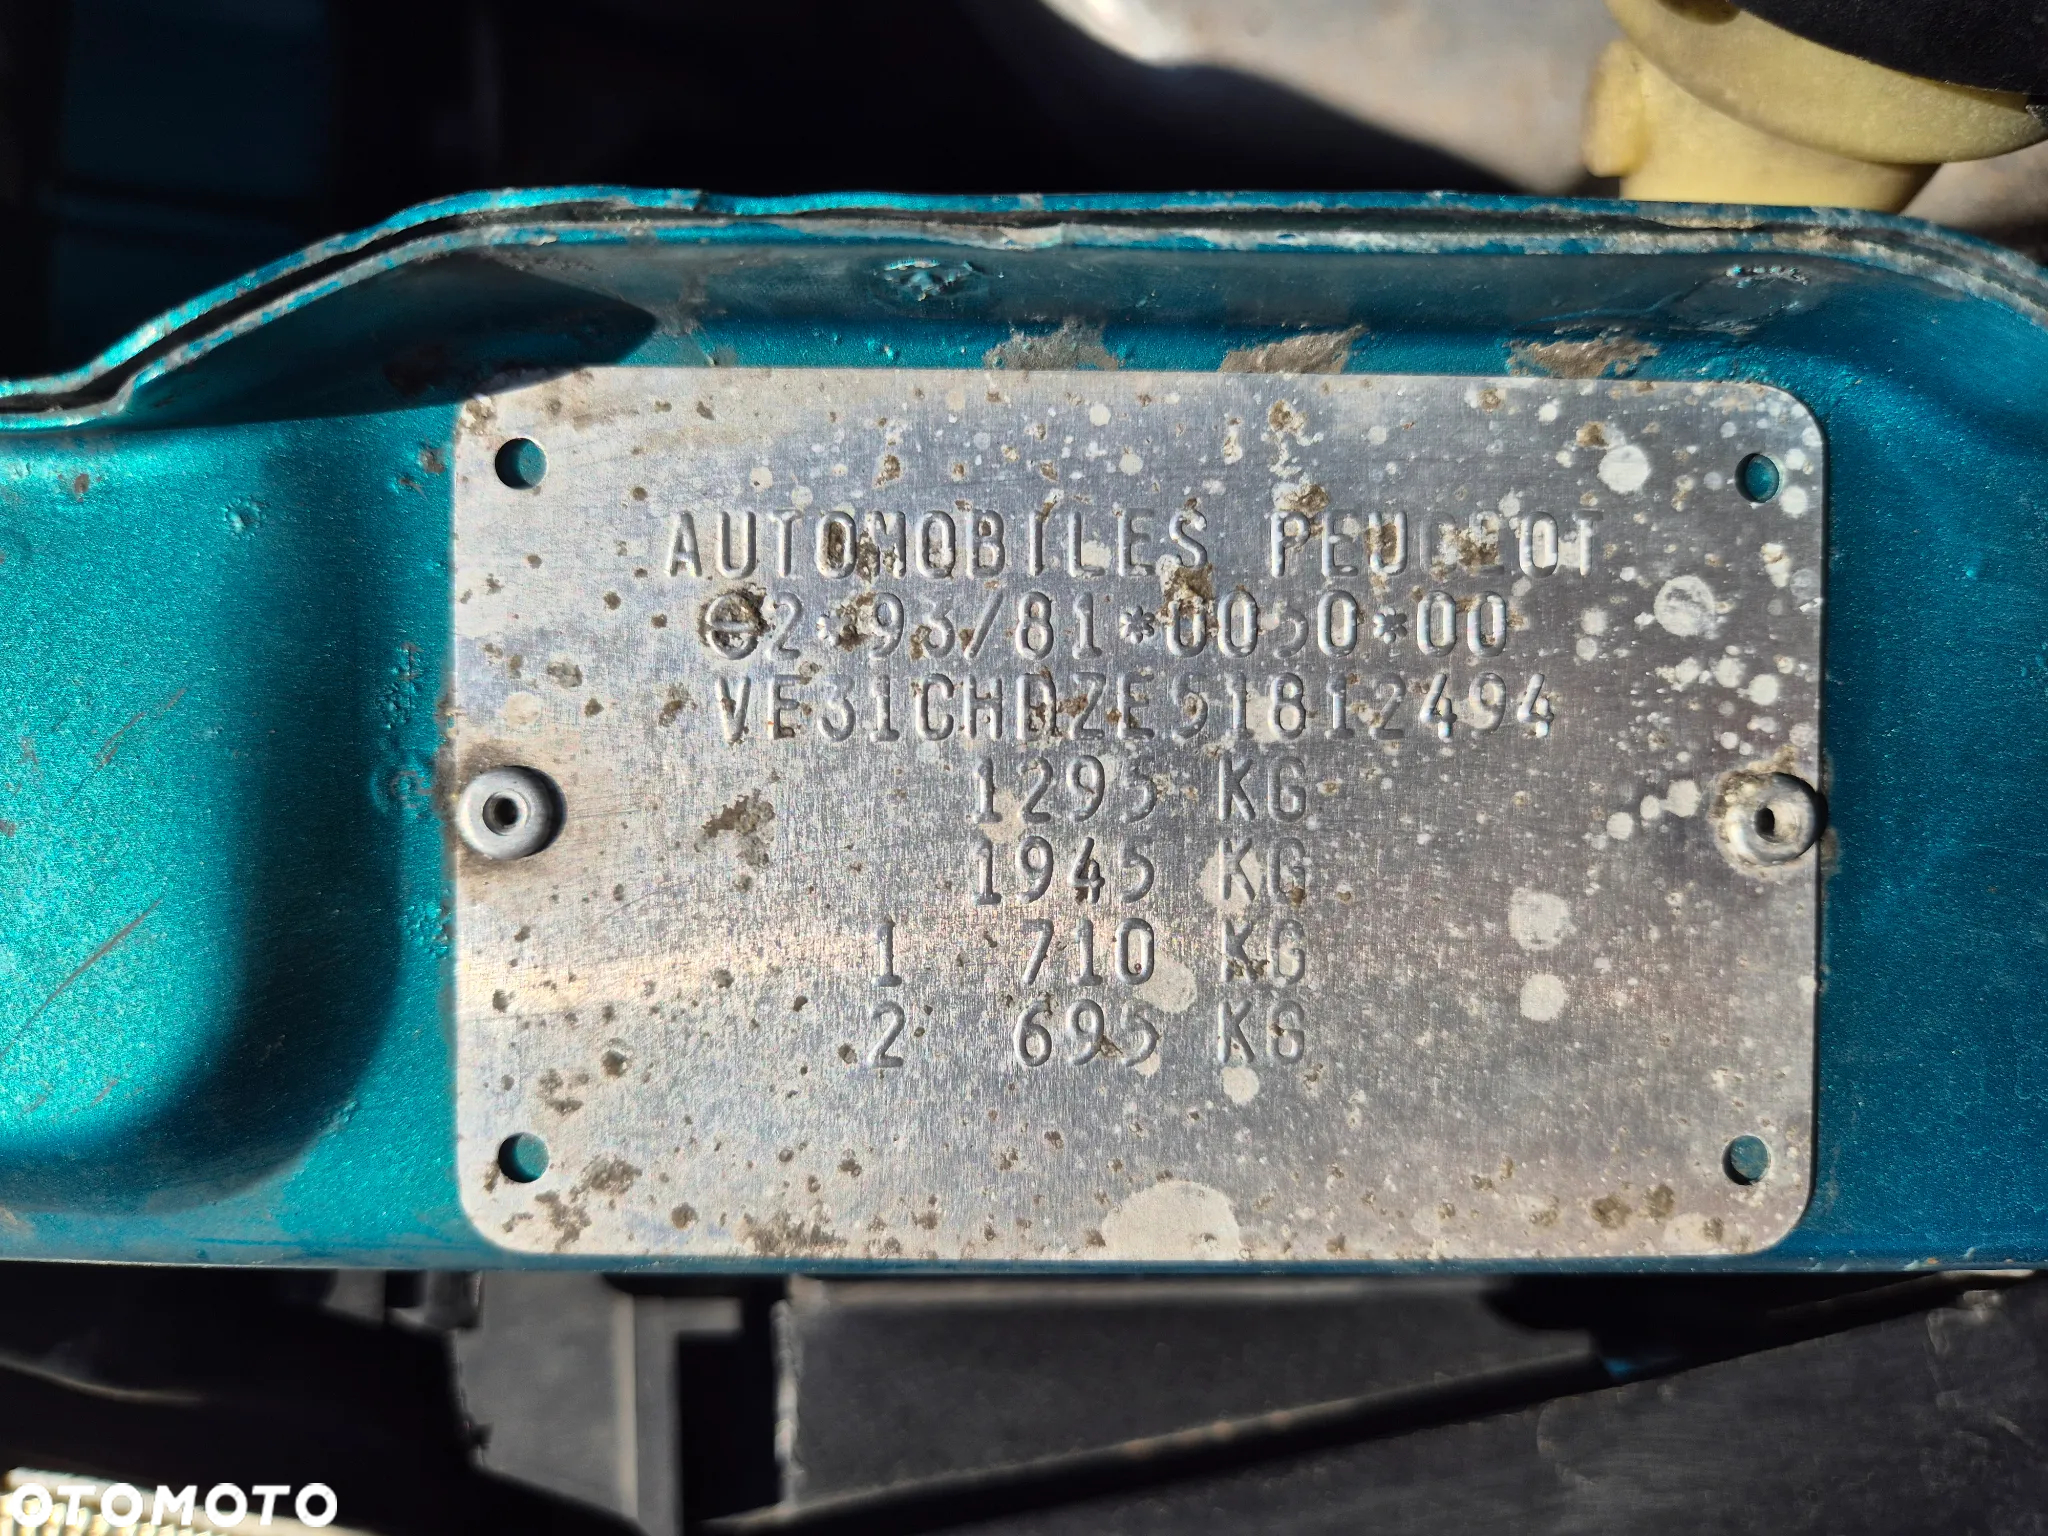 AUTOMOBILES PEUGEOT
e2*93/81*0050*00
VF31CHDZE51812494
1295 KG
1945 KG
1 710 KG
2 695 KG
OTOMOTO